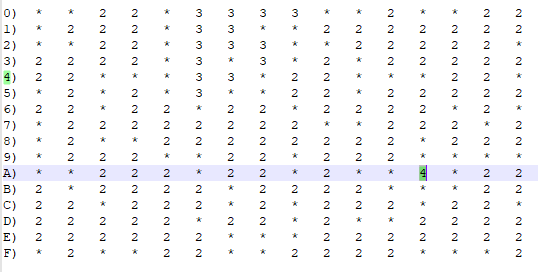 0) * * 2 2 * 3 3 3 3 * * 2 * * 2 2
1) * 2 2 2 * 3 3 * * 2 2 2 2 2 2 2
2) * * 2 2 * 3 3 3 * * 2 2 2 2 2 *
3) 2 2 2 2 * 3 * 3 2 2 2 * * 2 2 2
4) 2 2 * * * 3 3 * 2 2 * * * 2 2 2
5) 2 * 2 * * 3 * * 2 2 * 2 2 2 2 2
6) 2 2 * 2 2 * 2 2 * 2 2 2 2 * 2 *
7) * 2 2 2 2 2 2 2 2 * * 2 2 2 * 2
8) * 2 * * 2 2 2 2 2 2 2 2 * 2 2 2
9) * 2 2 2 * * 2 2 * 2 2 2 * * * *
A) * * 2 2 2 * 2 2 * 2 * * 4 * 2 2
B) 2 * 2 2 2 2 * 2 2 2 2 * * * 2 2
C) 2 2 * 2 2 2 * 2 2 * 2 2 * 2 2 *
D) 2 2 2 2 2 * 2 2 * 2 * * 2 2 2 2
E) 2 2 2 2 2 2 * * * 2 2 2 2 2 2 2
F) * 2 * * 2 2 * * 2 2 2 2 * * * 2